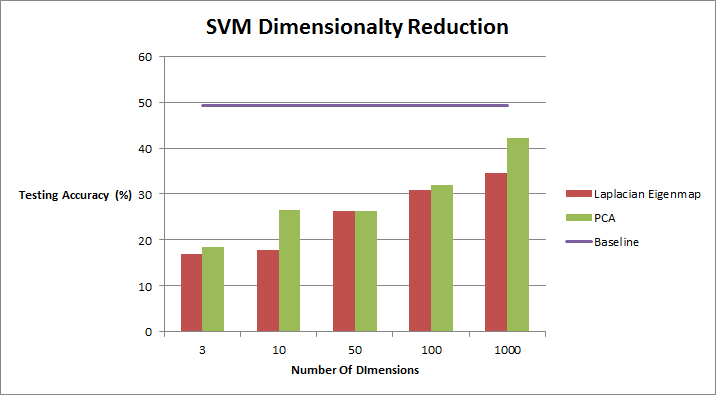 SVM Dimensionalty Reduction
60
50
40
Testing Accuracy (%) 30
20
10
0
3 10 50 100 1000
Number Of DImensions
Laplacian Eigenmap
PCA
Baseline